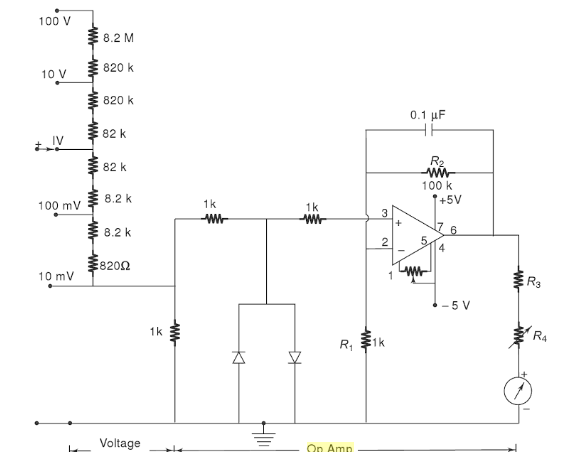 100 V
8.2 M
10 V
820 k
820 k
+ IV
82 k
82 k
100 mV
8.2 k
8.2 k
10 mV
820Ω
1k
1k
1k
0.1 μF
R2
100 k
+5V
3
+
7
6
2
−
5
4
1
− 5 V
R1
1k
R3
R4
+
−
Voltage
Op Amp